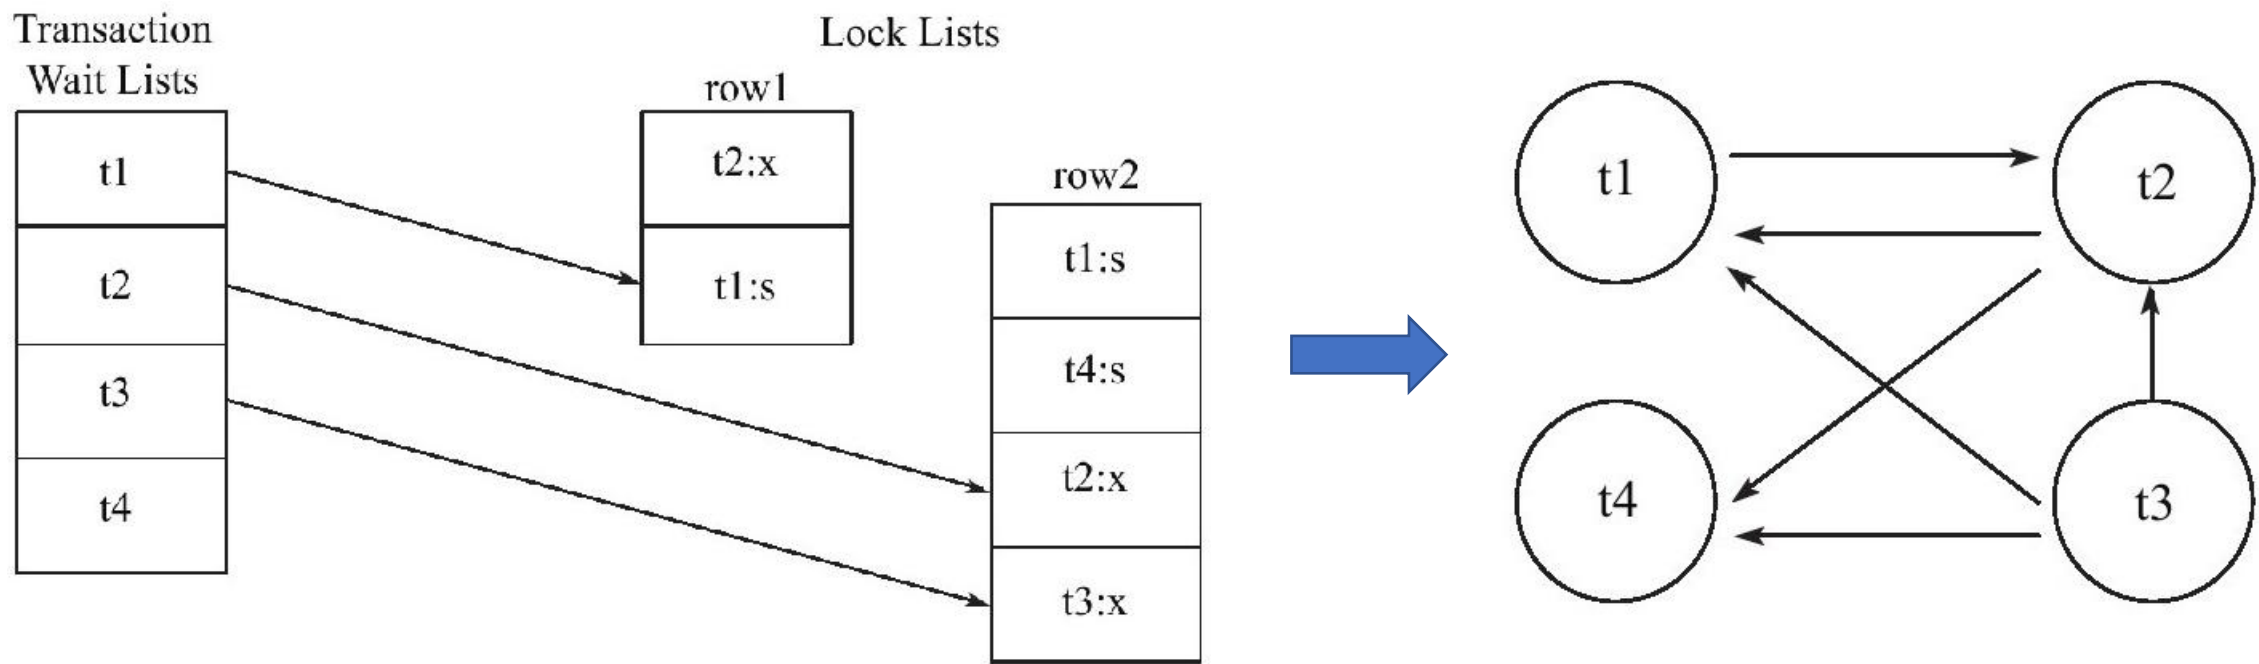 Transaction
Wait Lists
t1
t2
t3
t4
Lock Lists
row1
t2:x
t1:s
row2
t1:s
t4:s
t2:x
t3:x
t1
t2
t4
t3